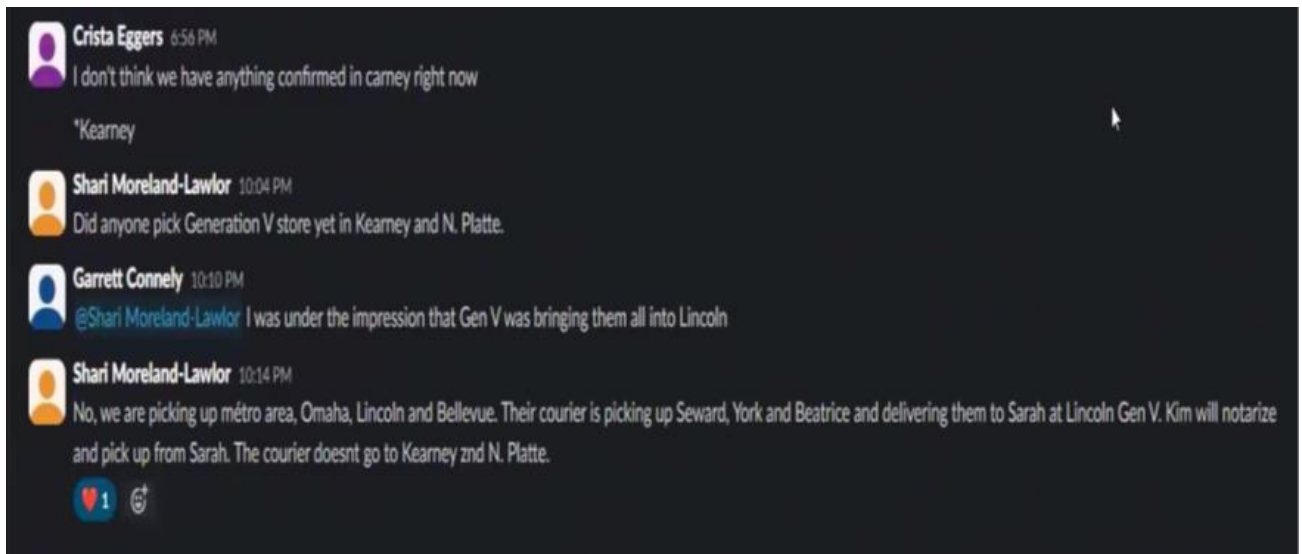 Crista Eggers 6:56 PM
I don't think we have anything confirmed in carney right now
*Kearney
Shari Moreland-Lawlor 10:04 PM
Did anyone pick Generation V store yet in Kearney and N. Platte.
Garrett Connely 10:10 PM
@Shari Moreland-Lawlor I was under the impression that Gen V was bringing them all into Lincoln
Shari Moreland-Lawlor 10:14 PM
No, we are picking up métro area, Omaha, Lincoln and Bellevue. Their courier is picking up Seward, York and Beatrice and delivering them to Sarah at Lincoln Gen V. Kim will notarize
and pick up from Sarah. The courier doesnt go to Kearney znd N. Platte.
1